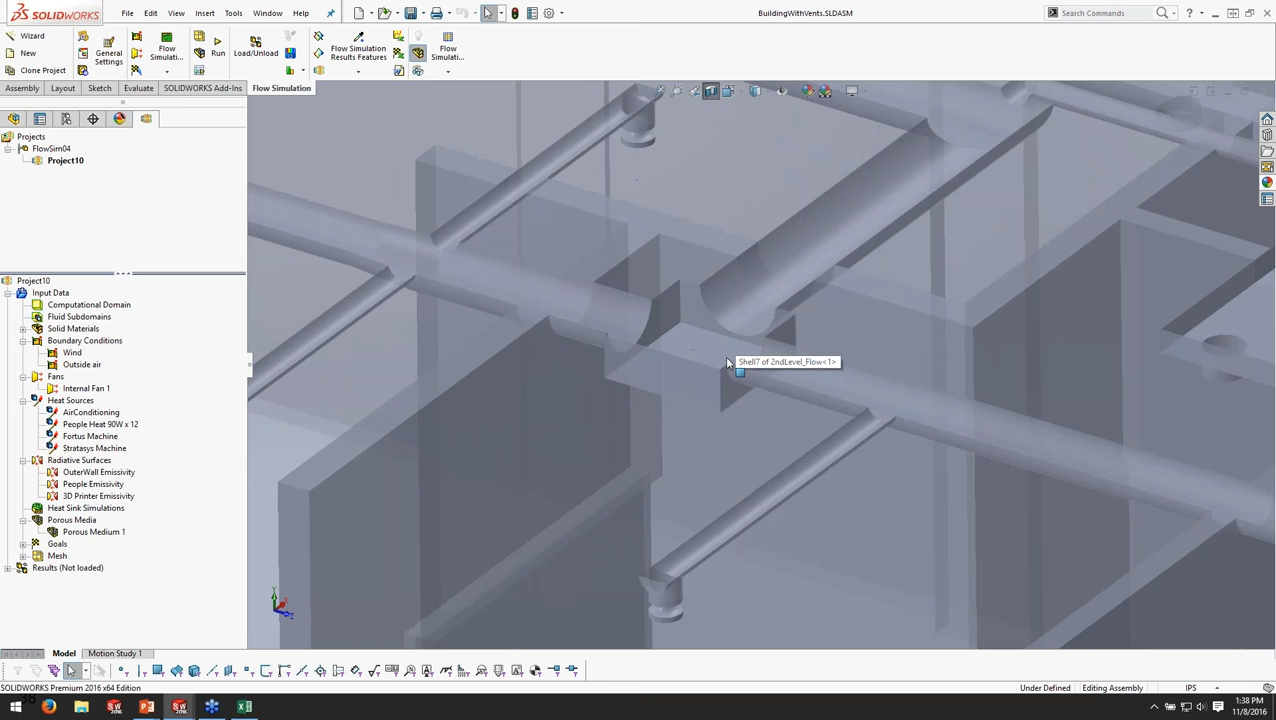 SOLIDWORKS
File
Edit
View
Insert
Tools
Window
Help
BuildingWithVents.SLDASM
Search Commands
Wizard
New
Clone Project
General
Settings
Flow
Simulati...
Run
Load/Unload
Flow Simulation
Results Features
Flow
Simulati...
Assembly
Layout
Sketch
Evaluate
SOLIDWORKS Add-Ins
Flow Simulation
Projects
FlowSim04
Project10
Project10
Input Data
Computational Domain
Fluid Subdomains
Solid Materials
Boundary Conditions
Wind
Outside air
Fans
Internal Fan 1
Heat Sources
AirConditioning
People Heat 90W x 12
Fortus Machine
Stratasys Machine
Radiative Surfaces
OuterWall Emissivity
People Emissivity
3D Printer Emissivity
Heat Sink Simulations
Porous Media
Porous Medium 1
Goals
Mesh
Results (Not loaded)
Shell7 of 2ndLevel_Flow<1>
Model
Motion Study 1
SOLIDWORKS Premium 2016 x64 Edition
Under Defined
Editing Assembly
IPS
1:38 PM
11/8/2016